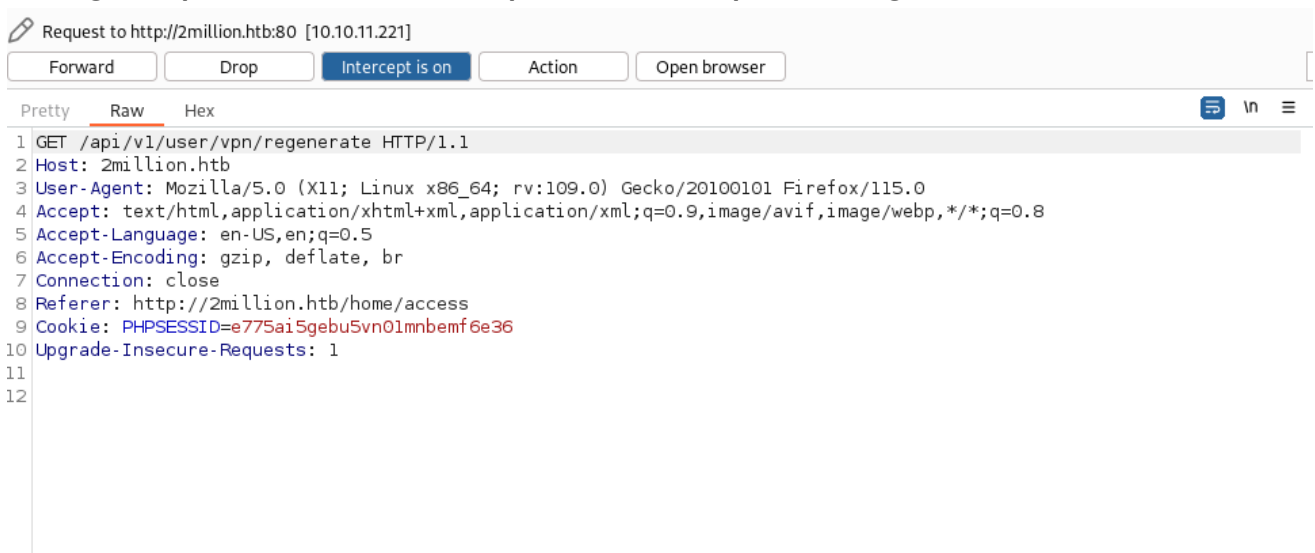 Request to http://2million.htb:80 [10.10.11.221]
Forward Drop Intercept is on Action Open browser
Pretty Raw Hex \n
1 GET /api/v1/user/vpn/regenerate HTTP/1.1
2 Host: 2million.htb
3 User-Agent: Mozilla/5.0 (X11; Linux x86_64; rv:109.0) Gecko/20100101 Firefox/115.0
4 Accept: text/html,application/xhtml+xml,application/xml;q=0.9,image/avif,image/webp,*/*;q=0.8
5 Accept-Language: en-US,en;q=0.5
6 Accept-Encoding: gzip, deflate, br
7 Connection: close
8 Referer: http://2million.htb/home/access
9 Cookie: PHPSESSID=e775ai5gebu5vn01mnbemf6e36
10 Upgrade-Insecure-Requests: 1
11
12